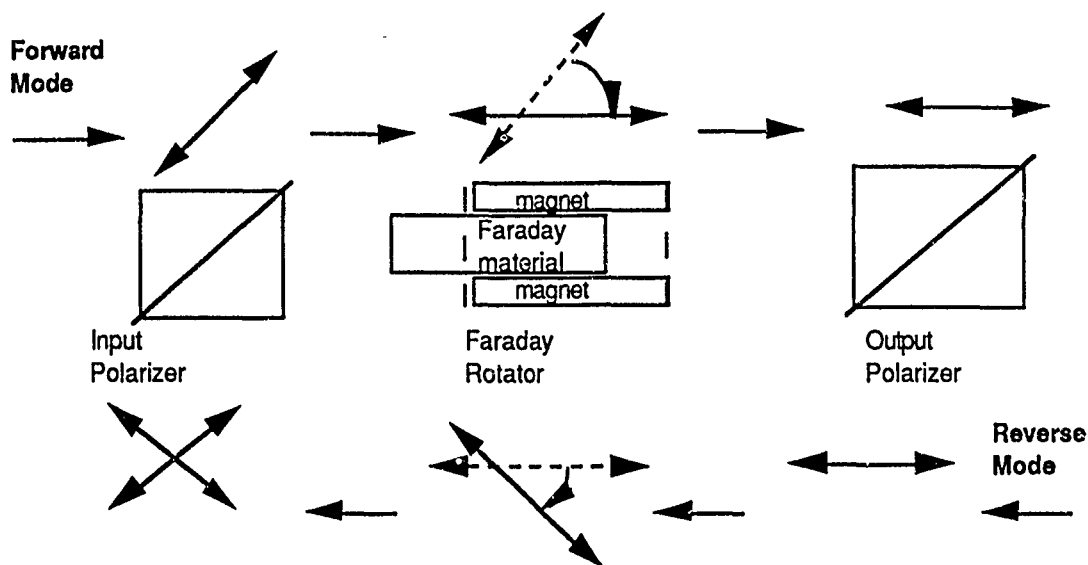 Forward
Mode
magnet
Faraday
material
magnet
Input
Polarizer
Faraday
Rotator
Output
Polarizer
Reverse
Mode